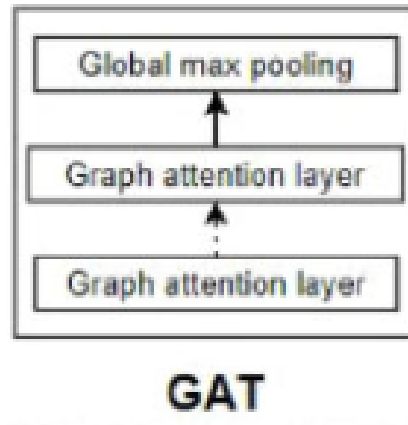 Global max pooling
Graph attention layer
Graph attention layer
GAT